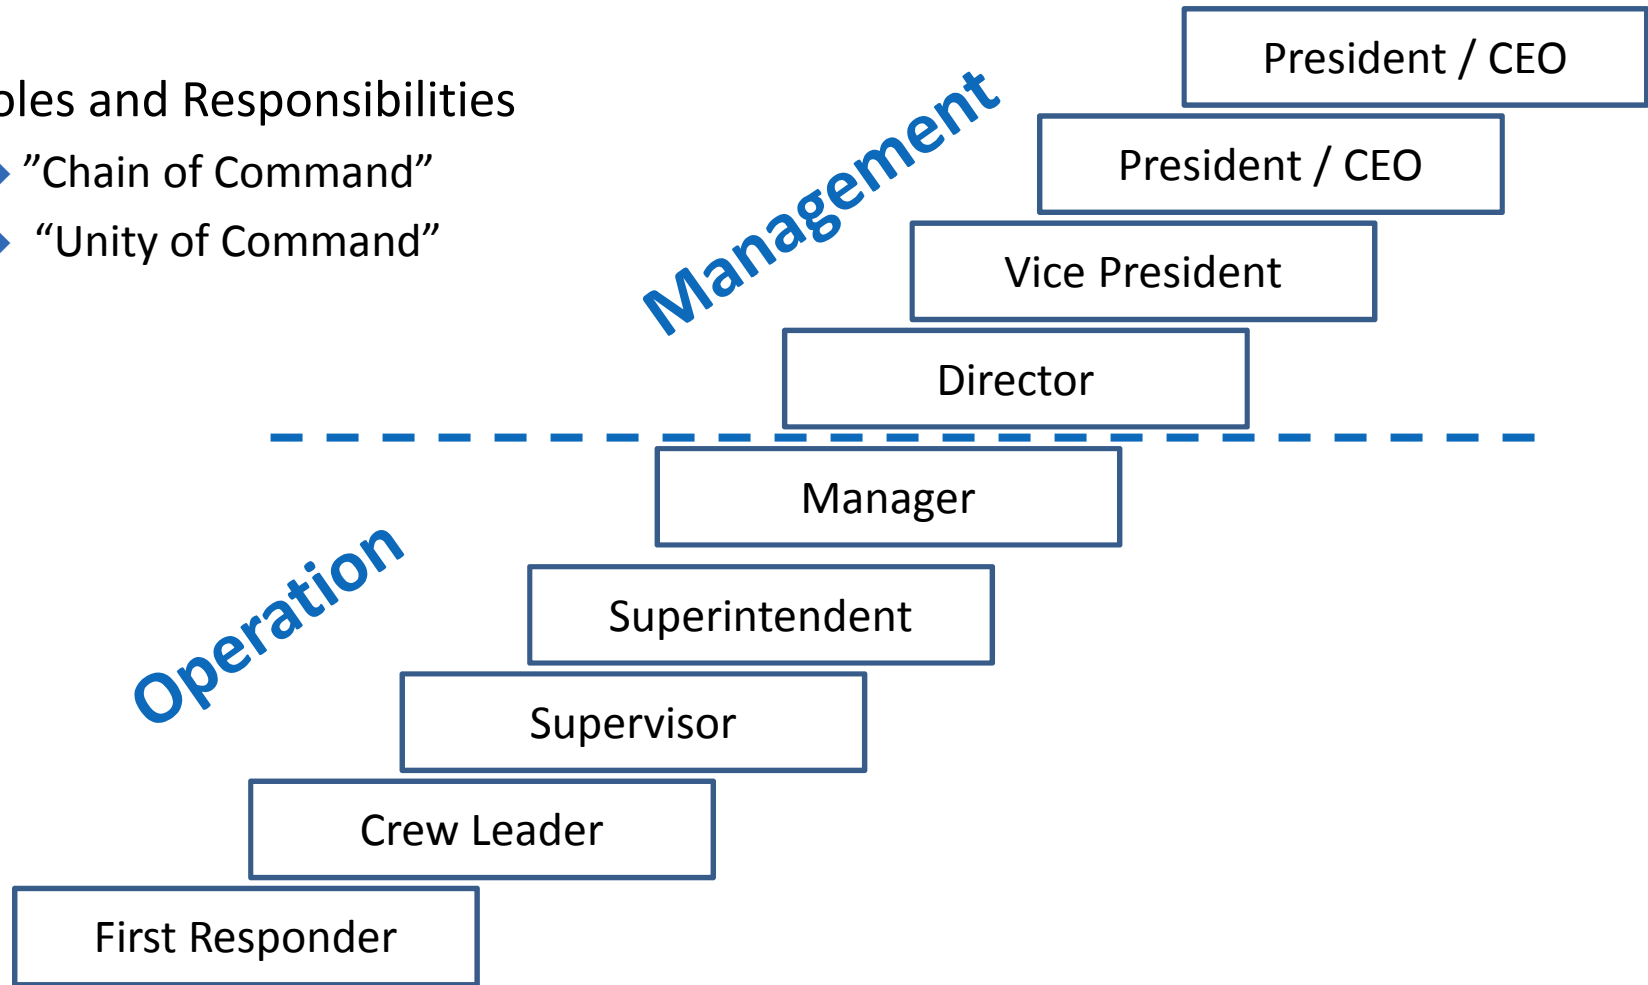 oles and Responsibilities
”Chain of Command”
“Unity of Command”
Management
President / CEO
President / CEO
Vice President
Director
Manager
Operation
Superintendent
Supervisor
Crew Leader
First Responder